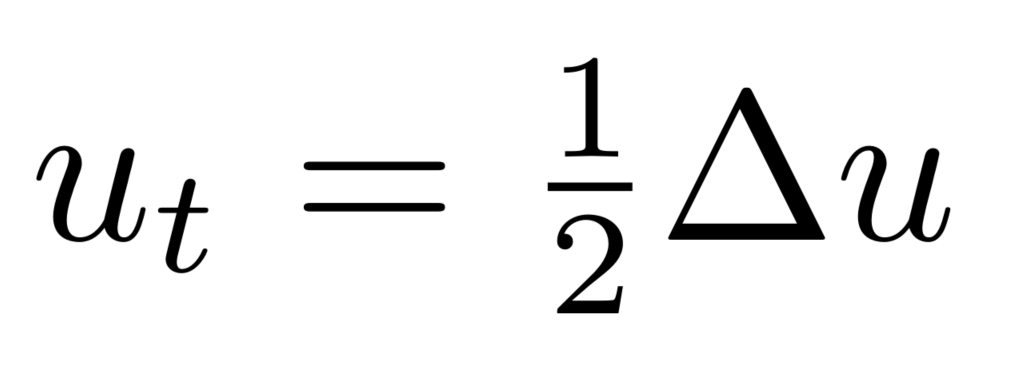 u_t = \frac{1}{2} \Delta u